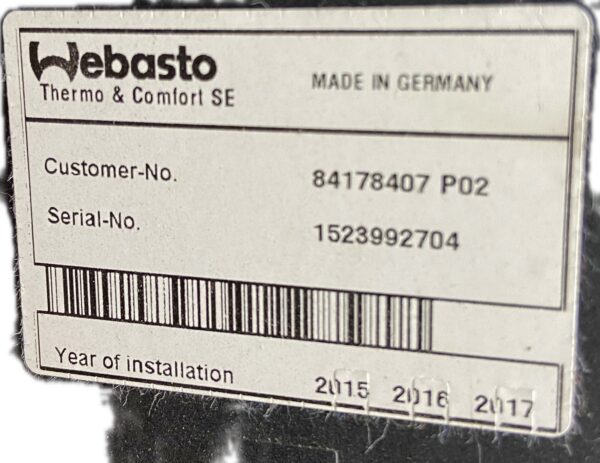 Webasto
Thermo & Comfort SE
MADE IN GERMANY
Customer-No. 84178407 P02
Serial-No. 1523992704
Year of installation 2015 2016 2017